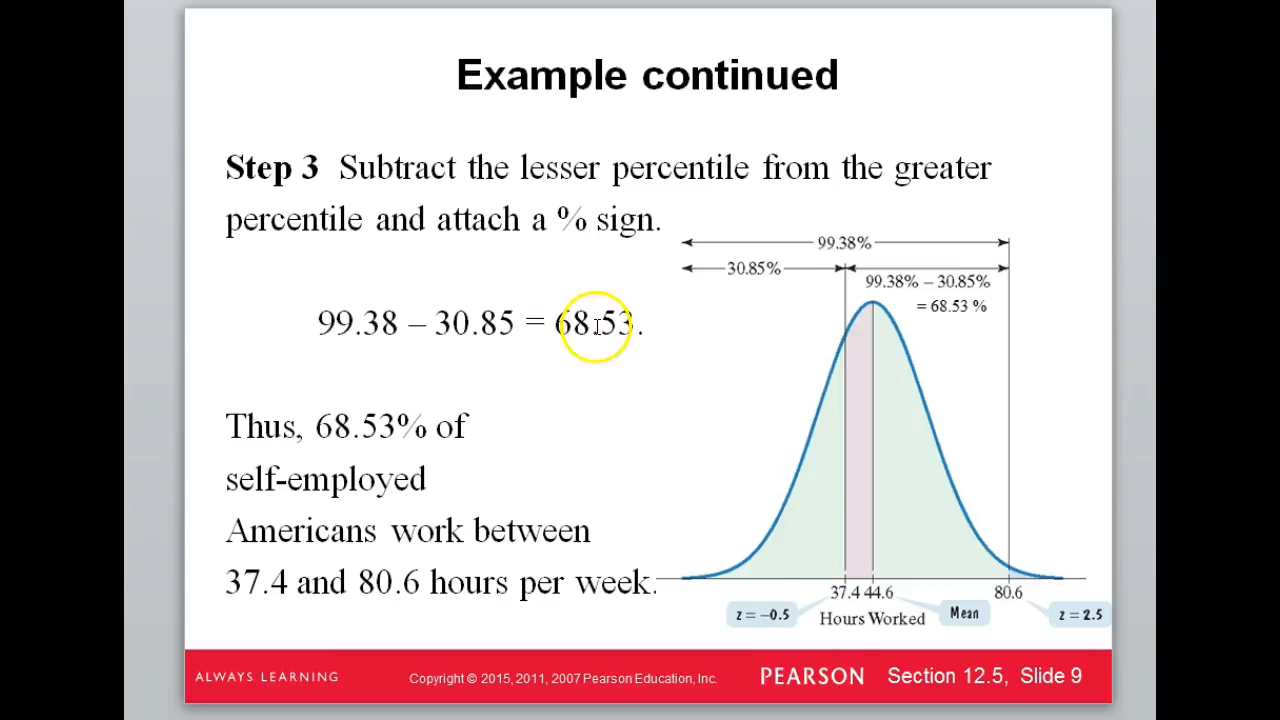 Example continued
Step 3 Subtract the lesser percentile from the greater
percentile and attach a % sign.
99.38 – 30.85 = 68.53.
Thus, 68.53% of
self-employed
Americans work between
37.4 and 80.6 hours per week.
99.38%
30.85%
99.38% – 30.85%
= 68.53 %
37.4 44.6 80.6
z = –0.5 Hours Worked Mean z = 2.5
ALWAYS LEARNING Copyright © 2015, 2011, 2007 Pearson Education, Inc. PEARSON Section 12.5, Slide 9